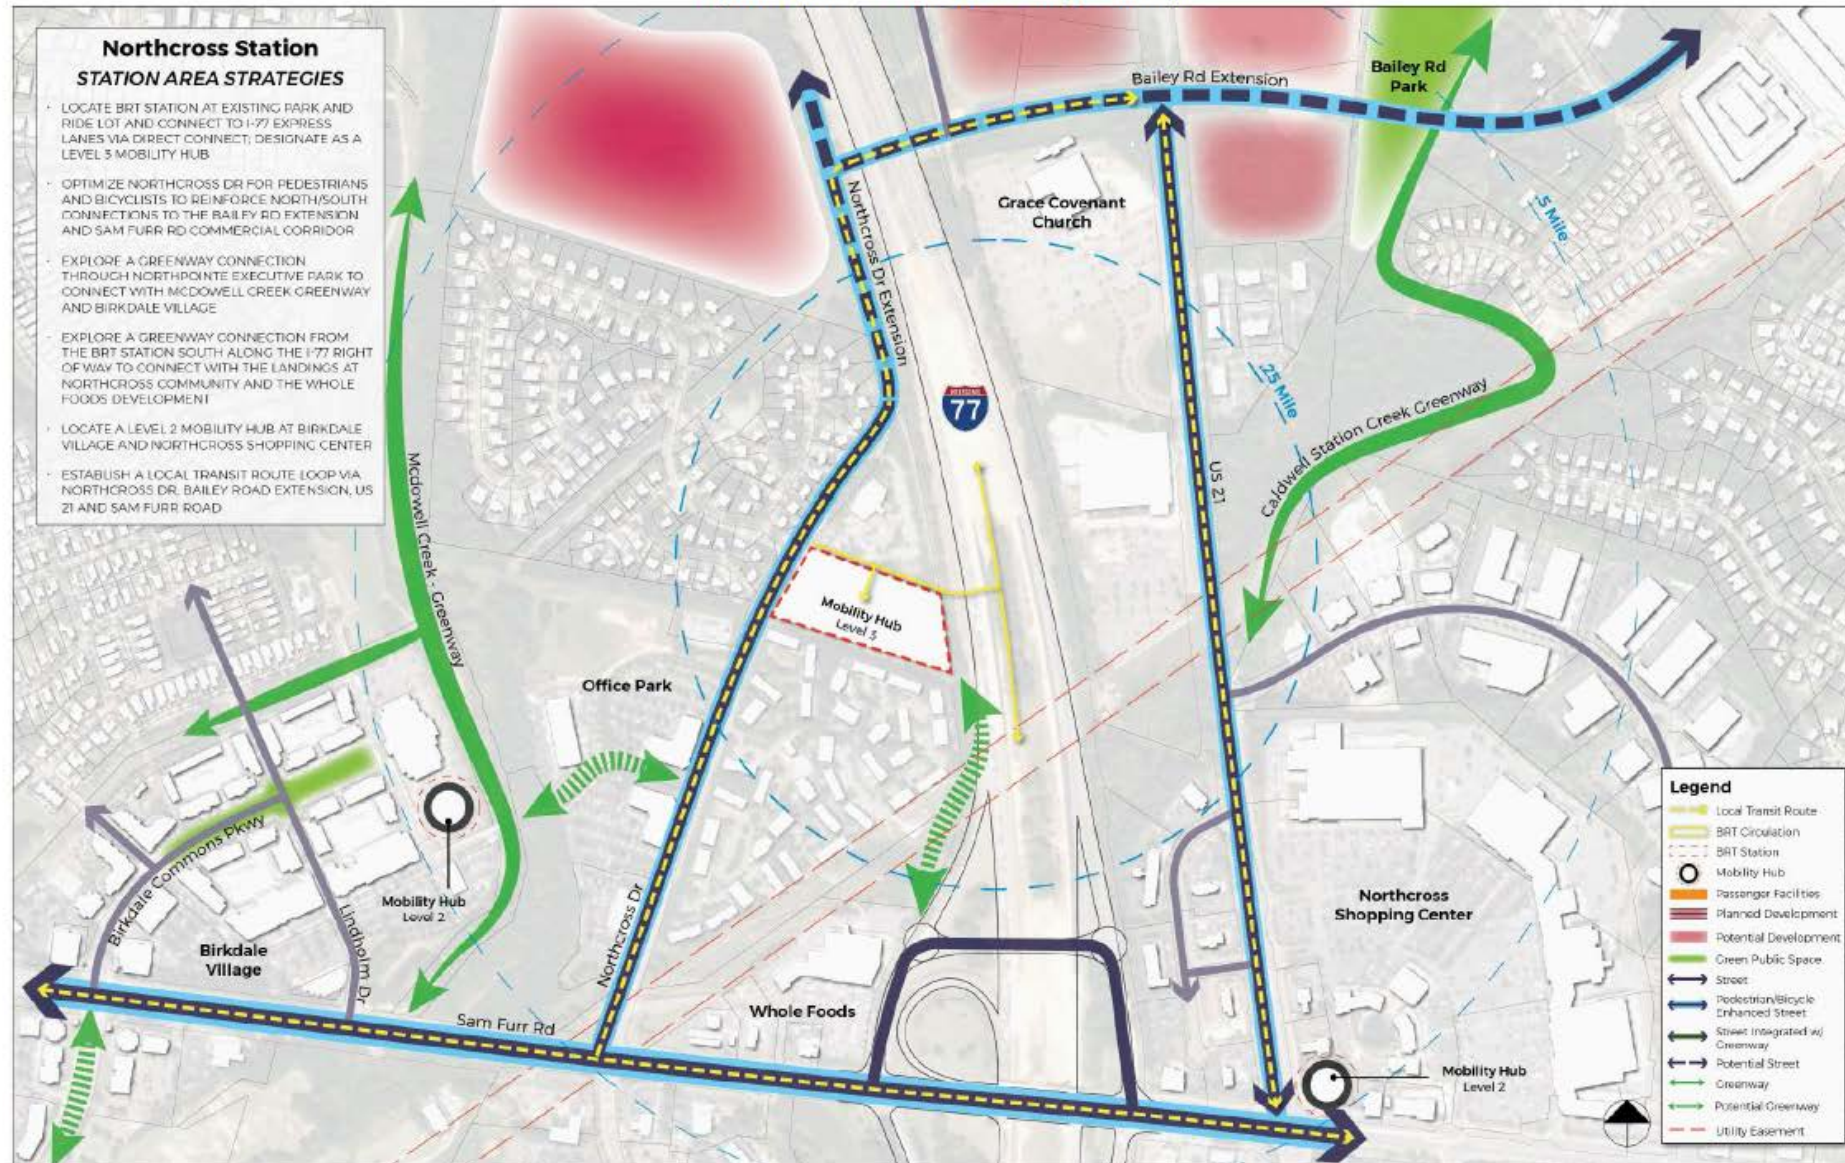 Northcross Station
STATION AREA STRATEGIES
· LOCATE BRT STATION AT EXISTING PARK AND
RIDE LOT AND CONNECT TO I-77 EXPRESS
LANES VIA DIRECT CONNECT; DESIGNATE AS A
LEVEL 3 MOBILITY HUB
· OPTIMIZE NORTHCROSS DR FOR PEDESTRIANS
AND BICYCLISTS TO REINFORCE NORTH/SOUTH
CONNECTIONS TO THE BAILEY RD EXTENSION
AND SAM FURR RD COMMERCIAL CORRIDOR
· EXPLORE A GREENWAY CONNECTION
THROUGH NORTHPOINTE EXECUTIVE PARK TO
CONNECT WITH MCDOWELL CREEK GREENWAY
AND BIRKDALE VILLAGE
· EXPLORE A GREENWAY CONNECTION FROM
THE BRT STATION SOUTH ALONG THE I-77 RIGHT
OF WAY TO CONNECT WITH THE LANDINGS AT
NORTHCROSS COMMUNITY AND THE WHOLE
FOODS DEVELOPMENT
· LOCATE A LEVEL 2 MOBILITY HUB AT BIRKDALE
VILLAGE AND NORTHCROSS SHOPPING CENTER
· ESTABLISH A LOCAL TRANSIT ROUTE LOOP VIA
NORTHCROSS DR, BAILEY ROAD EXTENSION, US
21 AND SAM FURR ROAD
Bailey Rd Extension
Bailey Rd
Park
Grace Covenant
Church
Northcross Dr Extension
.5 Mile
.25 Mile
77
US 21
Caldwell Station Creek Greenway
Mcdowell Creek - Greenway
Mobility Hub
Level 3
Office Park
Birkdale Commons Pkwy
Mobility Hub
Level 2
Lindholm Dr
Birkdale
Village
Northcross Dr
Sam Furr Rd
Whole Foods
Northcross
Shopping Center
Mobility Hub
Level 2
Legend
Local Transit Route
BRT Circulation
BRT Station
Mobility Hub
Passenger Facilities
Planned Development
Potential Development
Green Public Space
Street
Pedestrian/Bicycle
Enhanced Street
Street Integrated w/
Greenway
Potential Street
Greenway
Potential Greenway
Utility Easement